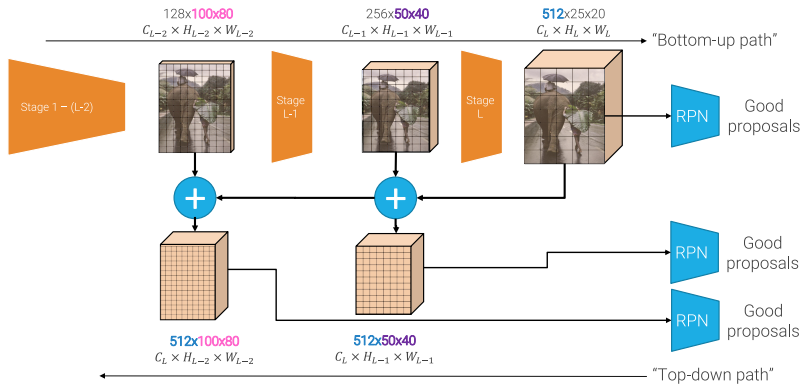 128x100x80
256x50x40
512x25x20
C_{L−2} × H_{L−2} × W_{L−2}
C_{L−1} × H_{L−1} × W_{L−1}
C_L × H_L × W_L
“Bottom-up path”
Stage 1 – (L-2)
Stage
L-1
Stage
L
RPN
Good
proposals
+
+
RPN
Good
proposals
RPN
Good
proposals
512x100x80
512x50x40
C_L × H_{L−2} × W_{L−2}
C_L × H_{L−1} × W_{L−1}
“Top-down path”